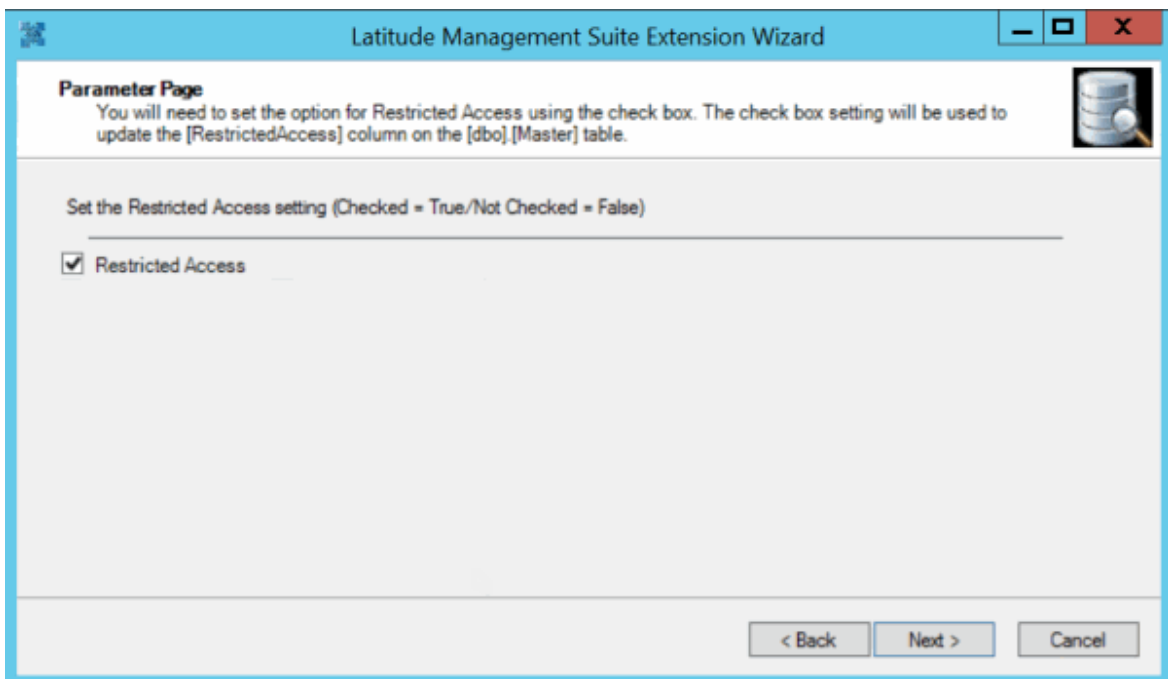 Latitude Management Suite Extension Wizard
X
Parameter Page
You will need to set the option for Restricted Access using the check box. The check box setting will be used to
update the [RestrictedAccess] column on the [dbo].[Master] table.
Set the Restricted Access setting (Checked = True/Not Checked = False)
Restricted Access
< Back Next > Cancel